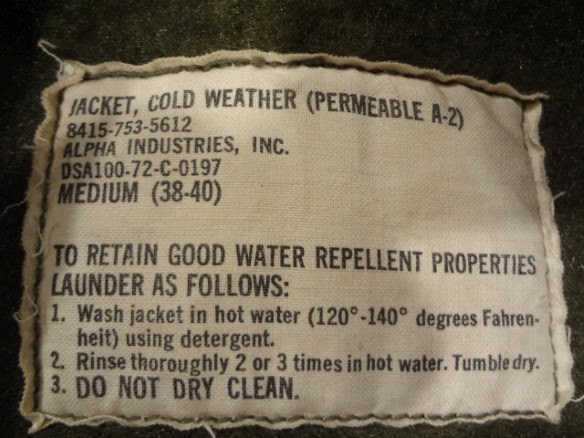 JACKET, COLD WEATHER (PERMEABLE A-2)
8415-753-5612
ALPHA INDUSTRIES, INC.
DSA100-72-C-0197
MEDIUM (38-40)
TO RETAIN GOOD WATER REPELLENT PROPERTIES
LAUNDER AS FOLLOWS:
1. Wash jacket in hot water (120°-140° degrees Fahren-
heit) using detergent.
2. Rinse thoroughly 2 or 3 times in hot water. Tumble dry.
3. DO NOT DRY CLEAN.